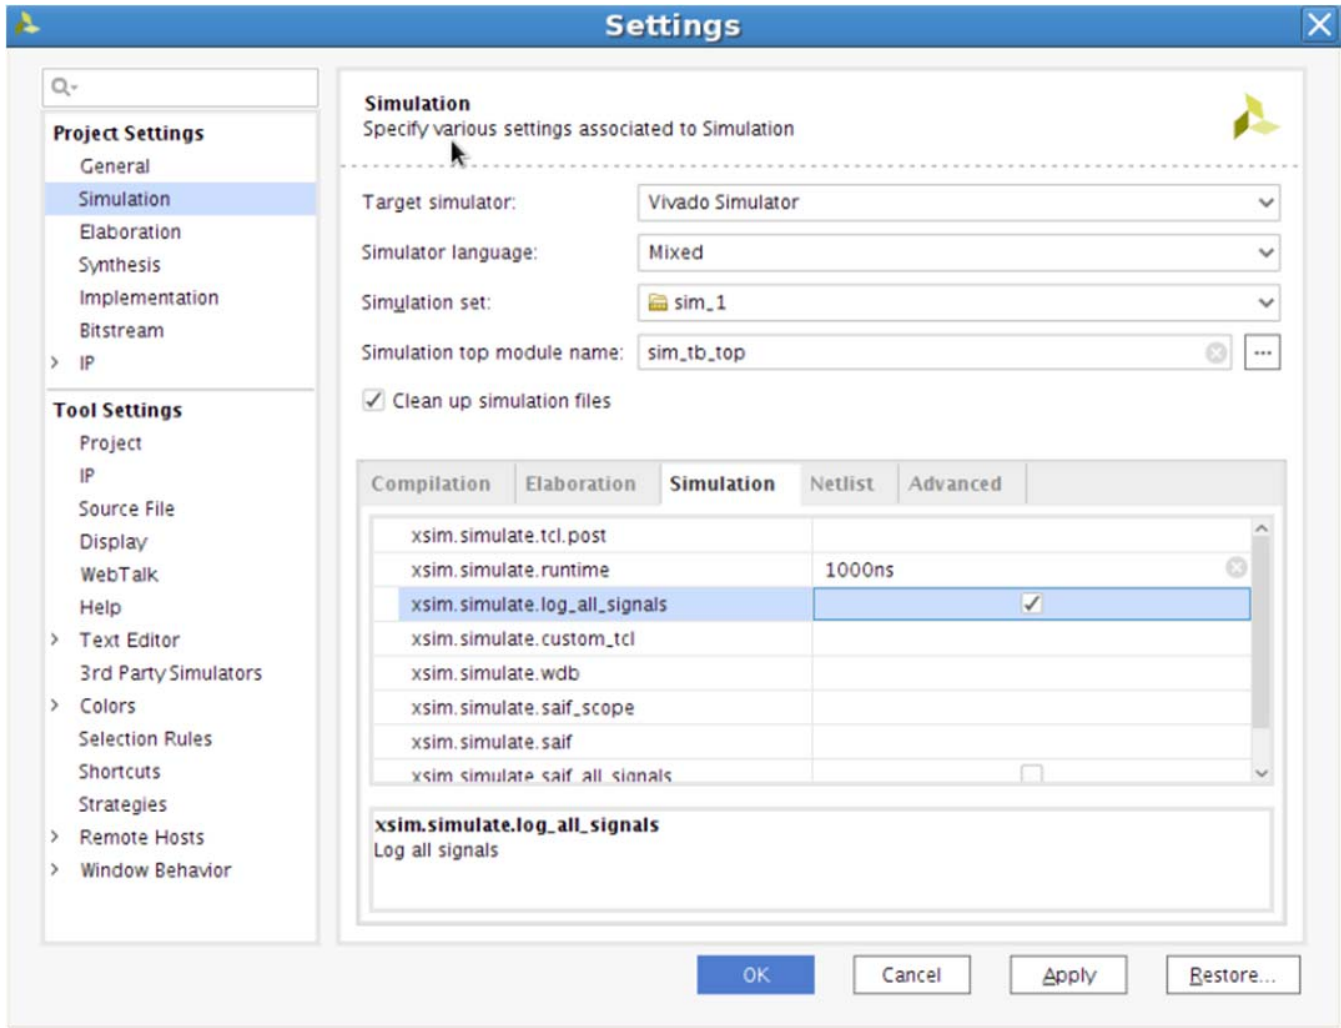 Settings
Project Settings
General
Simulation
Elaboration
Synthesis
Implementation
Bitstream
IP
Tool Settings
Project
IP
Source File
Display
WebTalk
Help
Text Editor
3rd Party Simulators
Colors
Selection Rules
Shortcuts
Strategies
Remote Hosts
Window Behavior
Simulation
Specify various settings associated to Simulation
Target simulator: Vivado Simulator
Simulator language: Mixed
Simulation set: sim_1
Simulation top module name: sim_tb_top ...
Clean up simulation files
Compilation Elaboration Simulation Netlist Advanced
xsim.simulate.tcl.post
xsim.simulate.runtime 1000ns
xsim.simulate.log_all_signals
xsim.simulate.custom_tcl
xsim.simulate.wdb
xsim.simulate.saif_scope
xsim.simulate.saif
xsim.simulate.saif_all_signals
xsim.simulate.log_all_signals
Log all signals
OK Cancel Apply Restore...